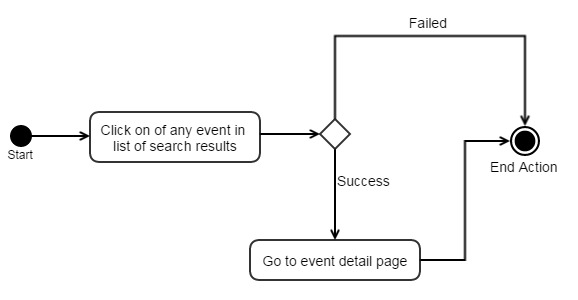 Failed
Click on of any event in
list of search results
Start
End Action
Success
Go to event detail page